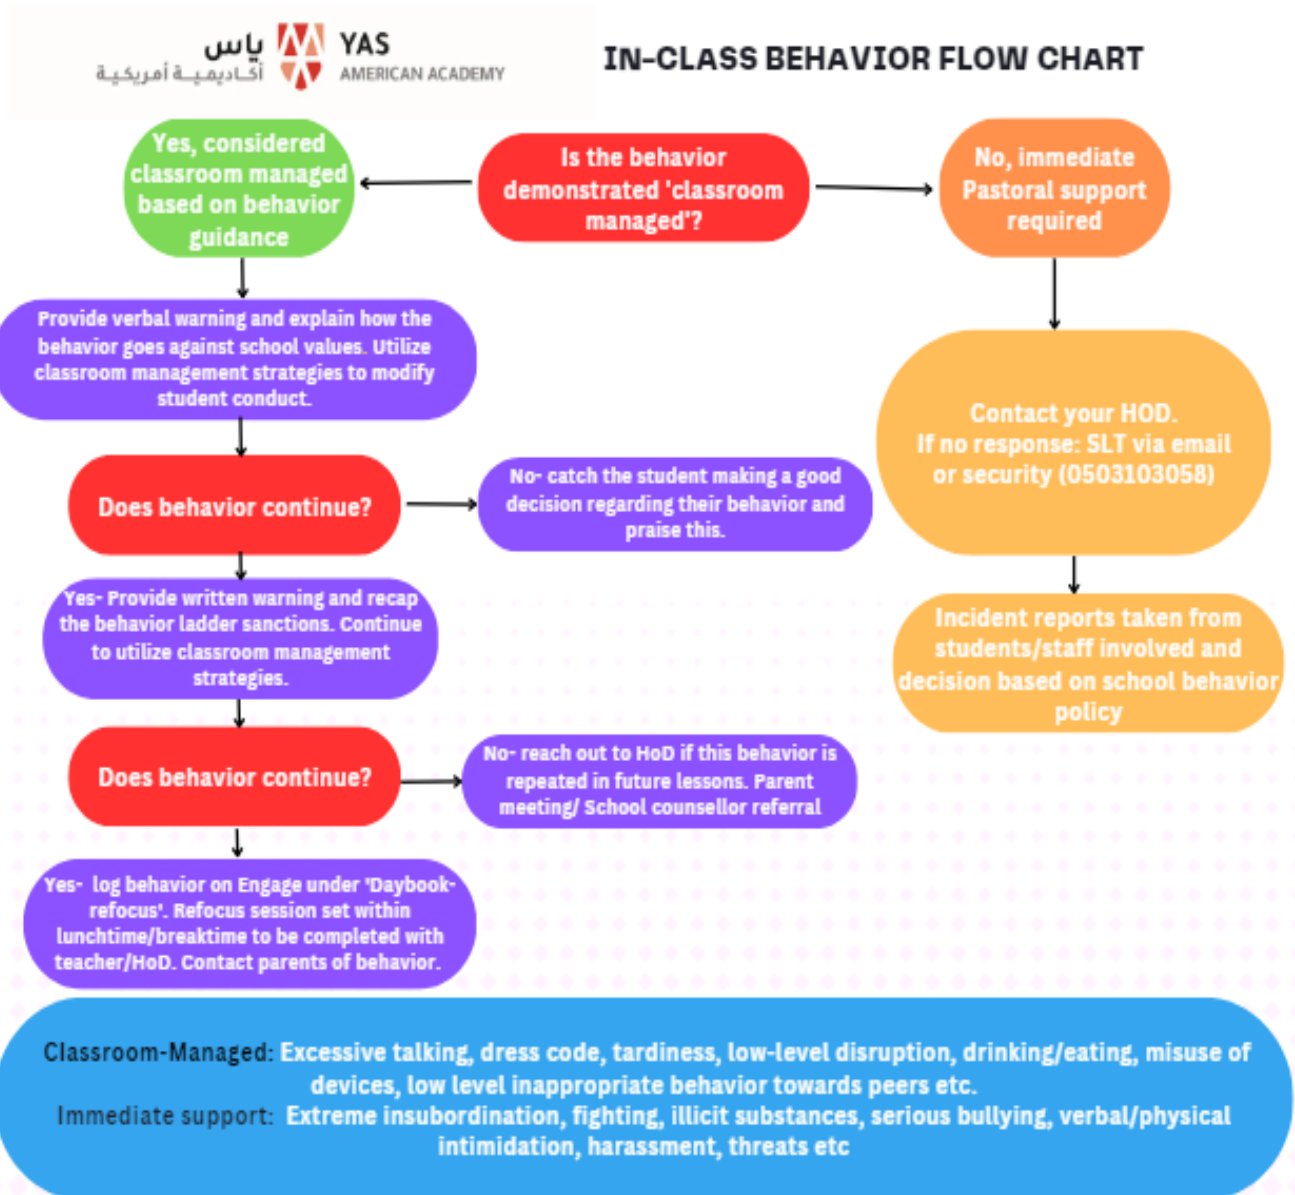 ياس
أكاديمية أمريكية
YAS
AMERICAN ACADEMY
IN-CLASS BEHAVIOR FLOW CHART
Yes, considered
classroom managed
based on behavior
guidance
Is the behavior
demonstrated 'classroom
managed'?
No, immediate
Pastoral support
required
Provide verbal warning and explain how the
behavior goes against school values. Utilize
classroom management strategies to modify
student conduct.
Contact your HOD.
If no response: SLT via email
or security (0503103058)
Does behavior continue?
No- catch the student making a good
decision regarding their behavior and
praise this.
Yes- Provide written warning and recap
the behavior ladder sanctions. Continue
to utilize classroom management
strategies.
Incident reports taken from
students/staff involved and
decision based on school behavior
policy
Does behavior continue?
No- reach out to HoD if this behavior is
repeated in future lessons. Parent
meeting/ School counsellor referral
Yes- log behavior on Engage under 'Daybook-
refocus'. Refocus session set within
lunchtime/breaktime to be completed with
teacher/HoD. Contact parents of behavior.
Classroom-Managed: Excessive talking, dress code, tardiness, low-level disruption, drinking/eating, misuse of
devices, low level inappropriate behavior towards peers etc.
Immediate support: Extreme insubordination, fighting, illicit substances, serious bullying, verbal/physical
intimidation, harassment, threats etc